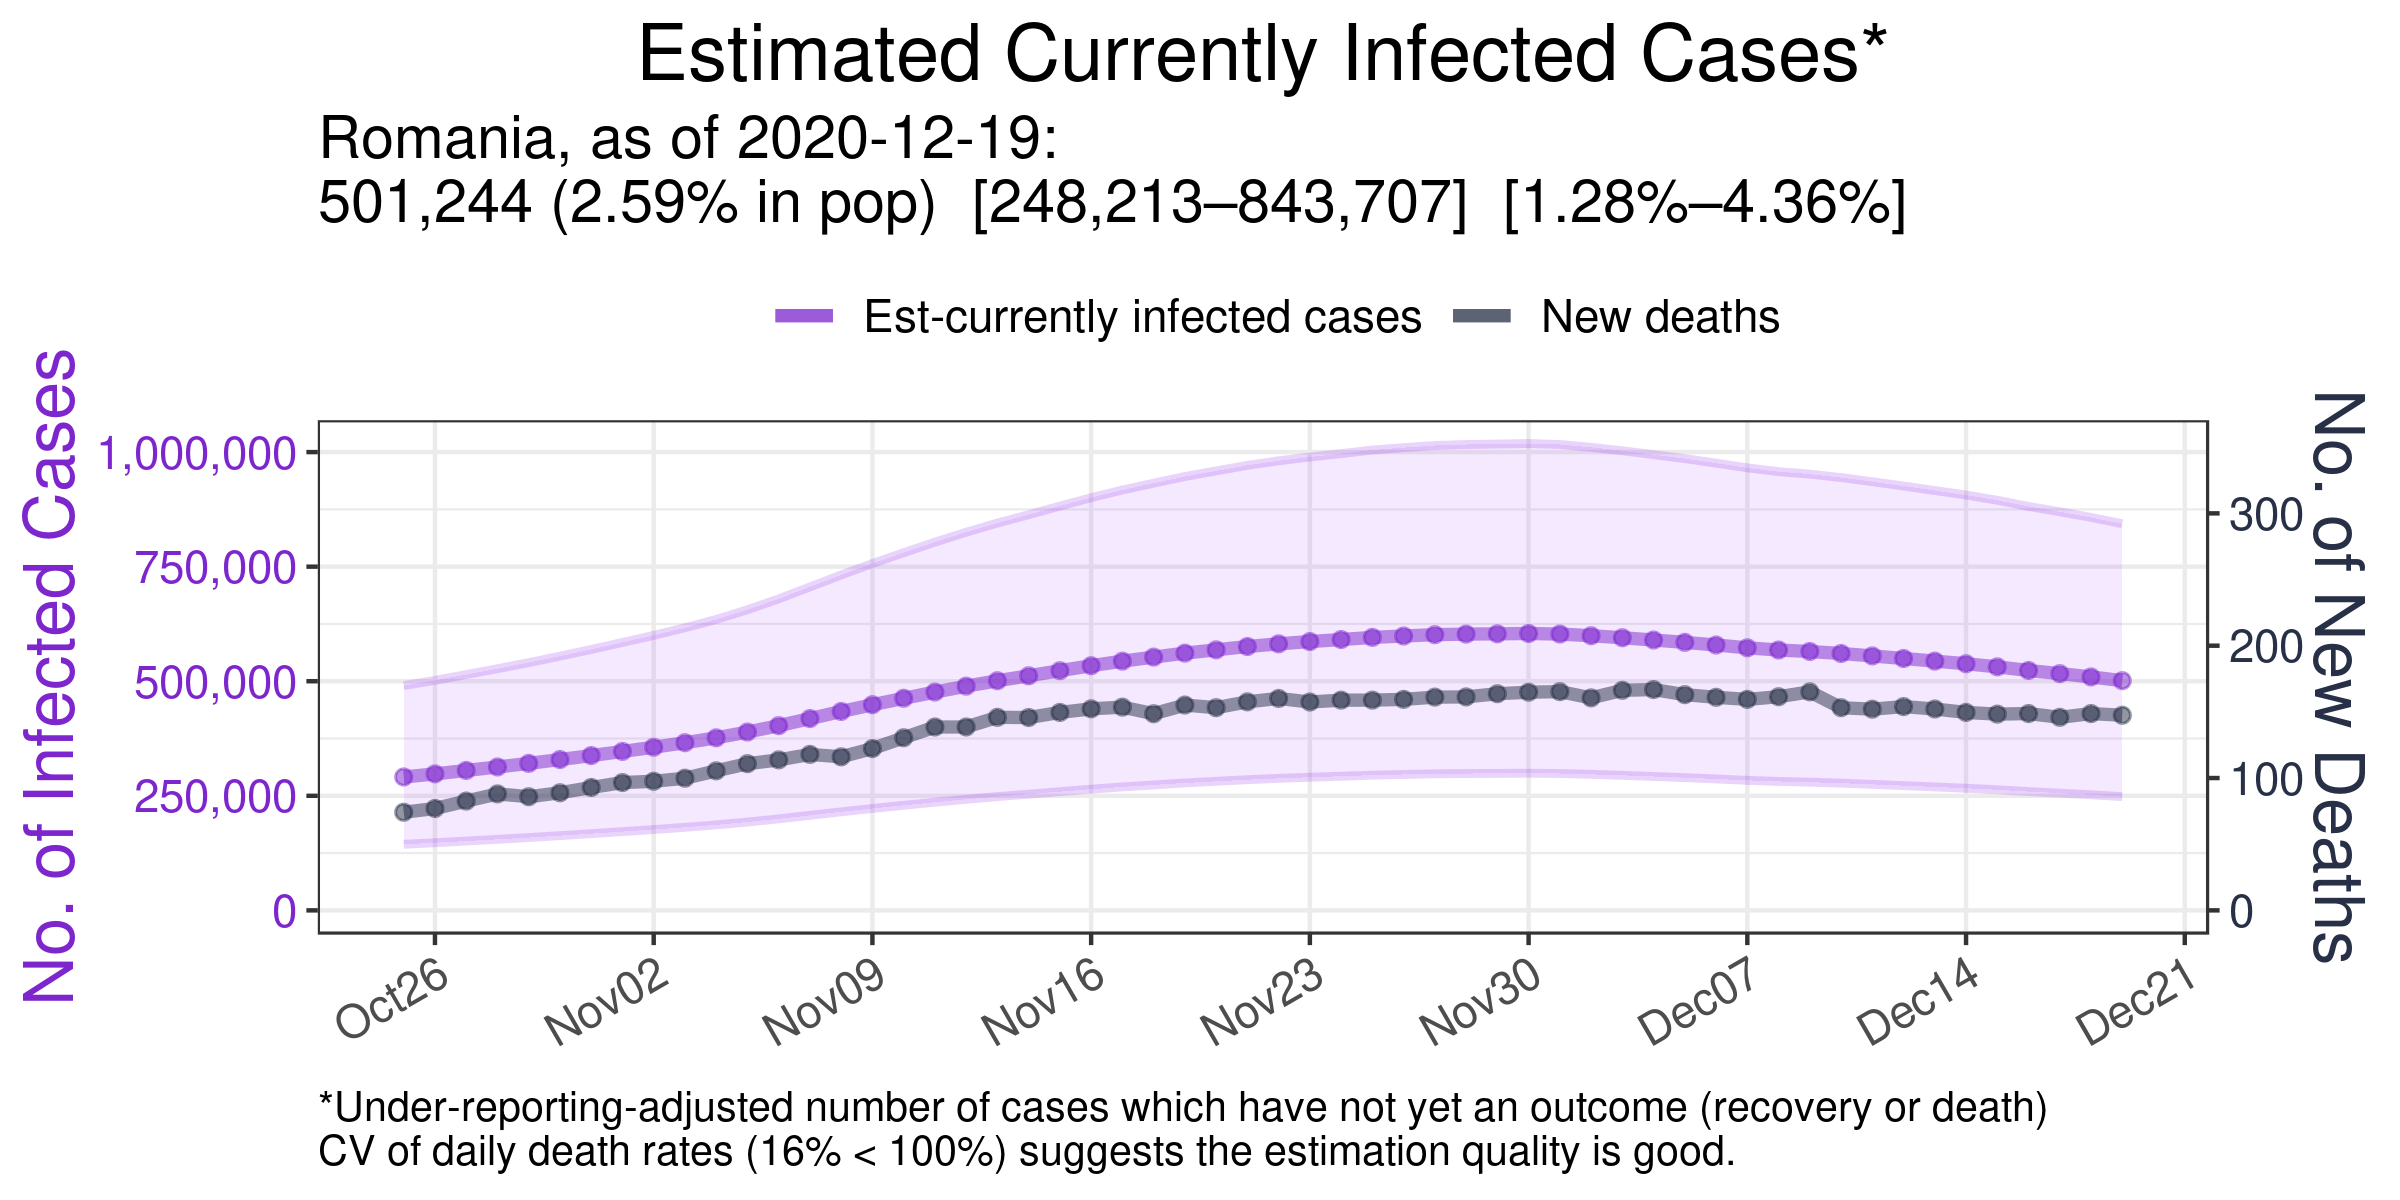 Estimated Currently Infected Cases*
Romania, as of 2020-12-19:
501,244 (2.59% in pop)  [248,213–843,707]  [1.28%–4.36%]
Est-currently infected cases
New deaths
No. of Infected Cases
1,000,000
750,000
500,000
250,000
0
300
200
100
0
No. of New Deaths
Oct26
Nov02
Nov09
Nov16
Nov23
Nov30
Dec07
Dec14
Dec21
*Under-reporting-adjusted number of cases which have not yet an outcome (recovery or death)
CV of daily death rates (16% < 100%) suggests the estimation quality is good.